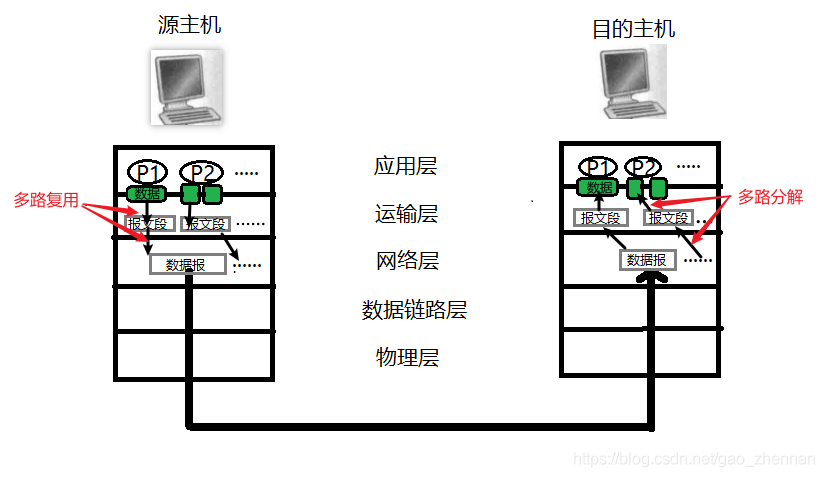 源主机
目的主机
P1 P2 ·····
应用层
P1 P2 ·····
数据
数据
多路复用
多路分解
报文段 报文段 ······
运输层
报文段 报文段 ···
数据报 ······
网络层
数据报 ······
数据链路层
物理层
https://blog.csdn.net/gao_zhennan